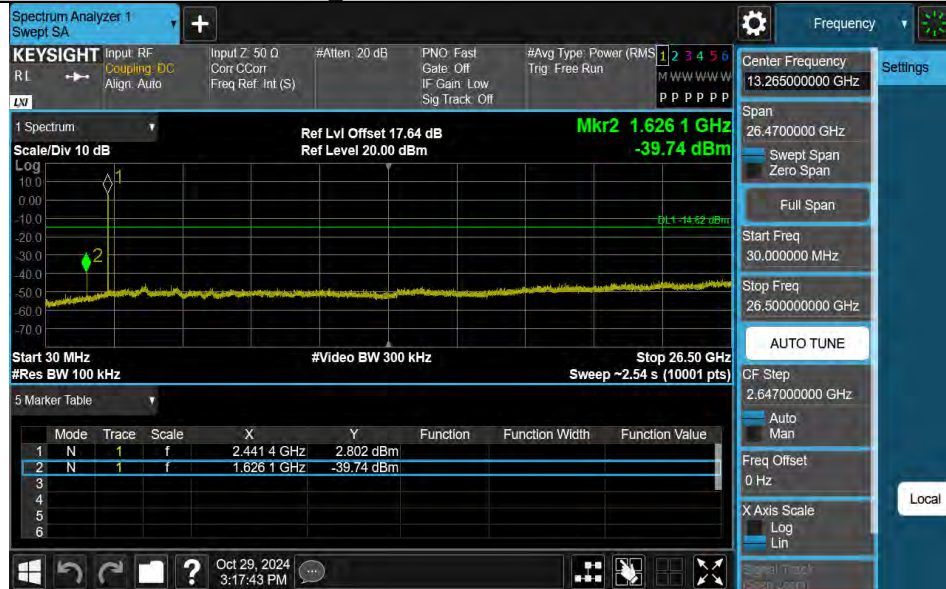 Spectrum Analyzer 1
Swept SA
+
Frequency
KEYSIGHT
RL
LXI
Input: RF
Coupling: DC
Align: Auto
Input Z: 50 Ω
Corr CCorr
Freq Ref: Int (S)
#Atten: 20 dB
PNO: Fast
Gate: Off
IF Gain: Low
Sig Track: Off
#Avg Type: Power (RMS
Trig: Free Run
1 2 3 4 5 6
M W W W W W
P P P P P P
1 Spectrum
Scale/Div 10 dB
Ref Lvl Offset 17.64 dB
Ref Level 20.00 dBm
Mkr2 1.626 1 GHz
-39.74 dBm
Log
10.0
0.00
-10.0
-20.0
-30.0
-40.0
-50.0
-60.0
-70.0
1
2
DL1 -14.62 dBm
Start 30 MHz
#Video BW 300 kHz
Stop 26.50 GHz
#Res BW 100 kHz
Sweep ~2.54 s (10001 pts)
5 Marker Table
Mode Trace Scale X Y Function Function Width Function Value
1 N 1 f 2.441 4 GHz 2.802 dBm
2 N 1 f 1.626 1 GHz -39.74 dBm
3
4
5
6
?
Oct 29, 2024
3:17:43 PM
Center Frequency
13.265000000 GHz
Span
26.4700000 GHz
Swept Span
Zero Span
Full Span
Start Freq
30.000000 MHz
Stop Freq
26.500000000 GHz
AUTO TUNE
CF Step
2.647000000 GHz
Auto
Man
Freq Offset
0 Hz
X Axis Scale
Log
Lin
Signal Track
(Span Zoom)
Settings
Local